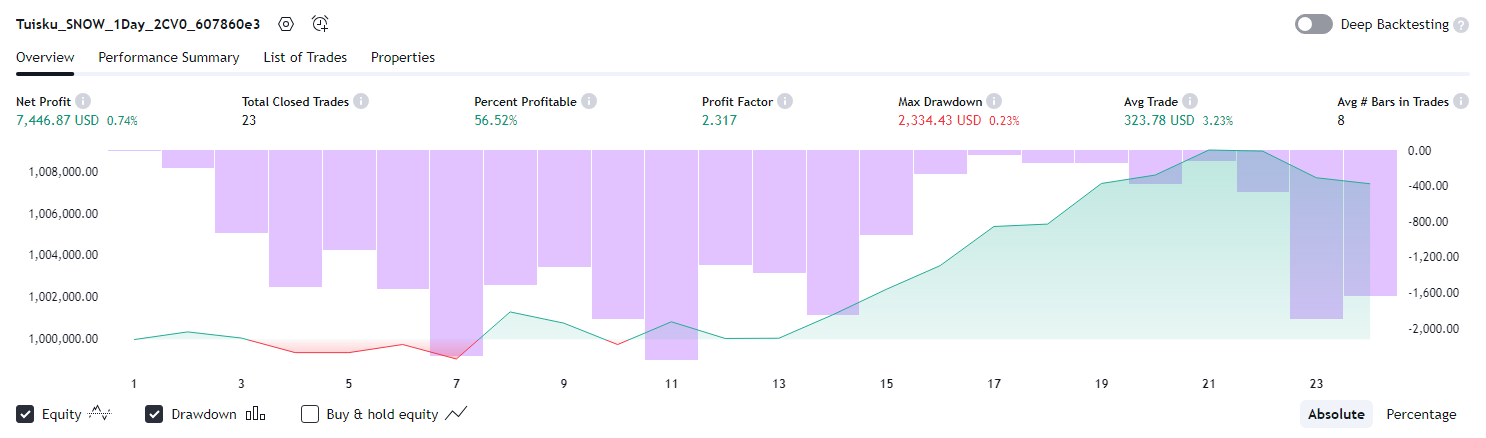 Tuisku_SNOW_1Day_2CV0_607860e3
Deep Backtesting ?
Overview Performance Summary List of Trades Properties
Net Profit Total Closed Trades Percent Profitable Profit Factor Max Drawdown Avg Trade Avg # Bars in Trades
7,446.87 USD 0.74% 23 56.52% 2.317 2,334.43 USD 0.23% 323.78 USD 3.23% 8
0.00
1,008,000.00
-400.00
1,006,000.00
-800.00
1,004,000.00
-1,200.00
1,002,000.00
-1,600.00
1,000,000.00
-2,000.00
1 3 5 7 9 11 13 15 17 19 21 23
Equity Drawdown Buy & hold equity Absolute Percentage